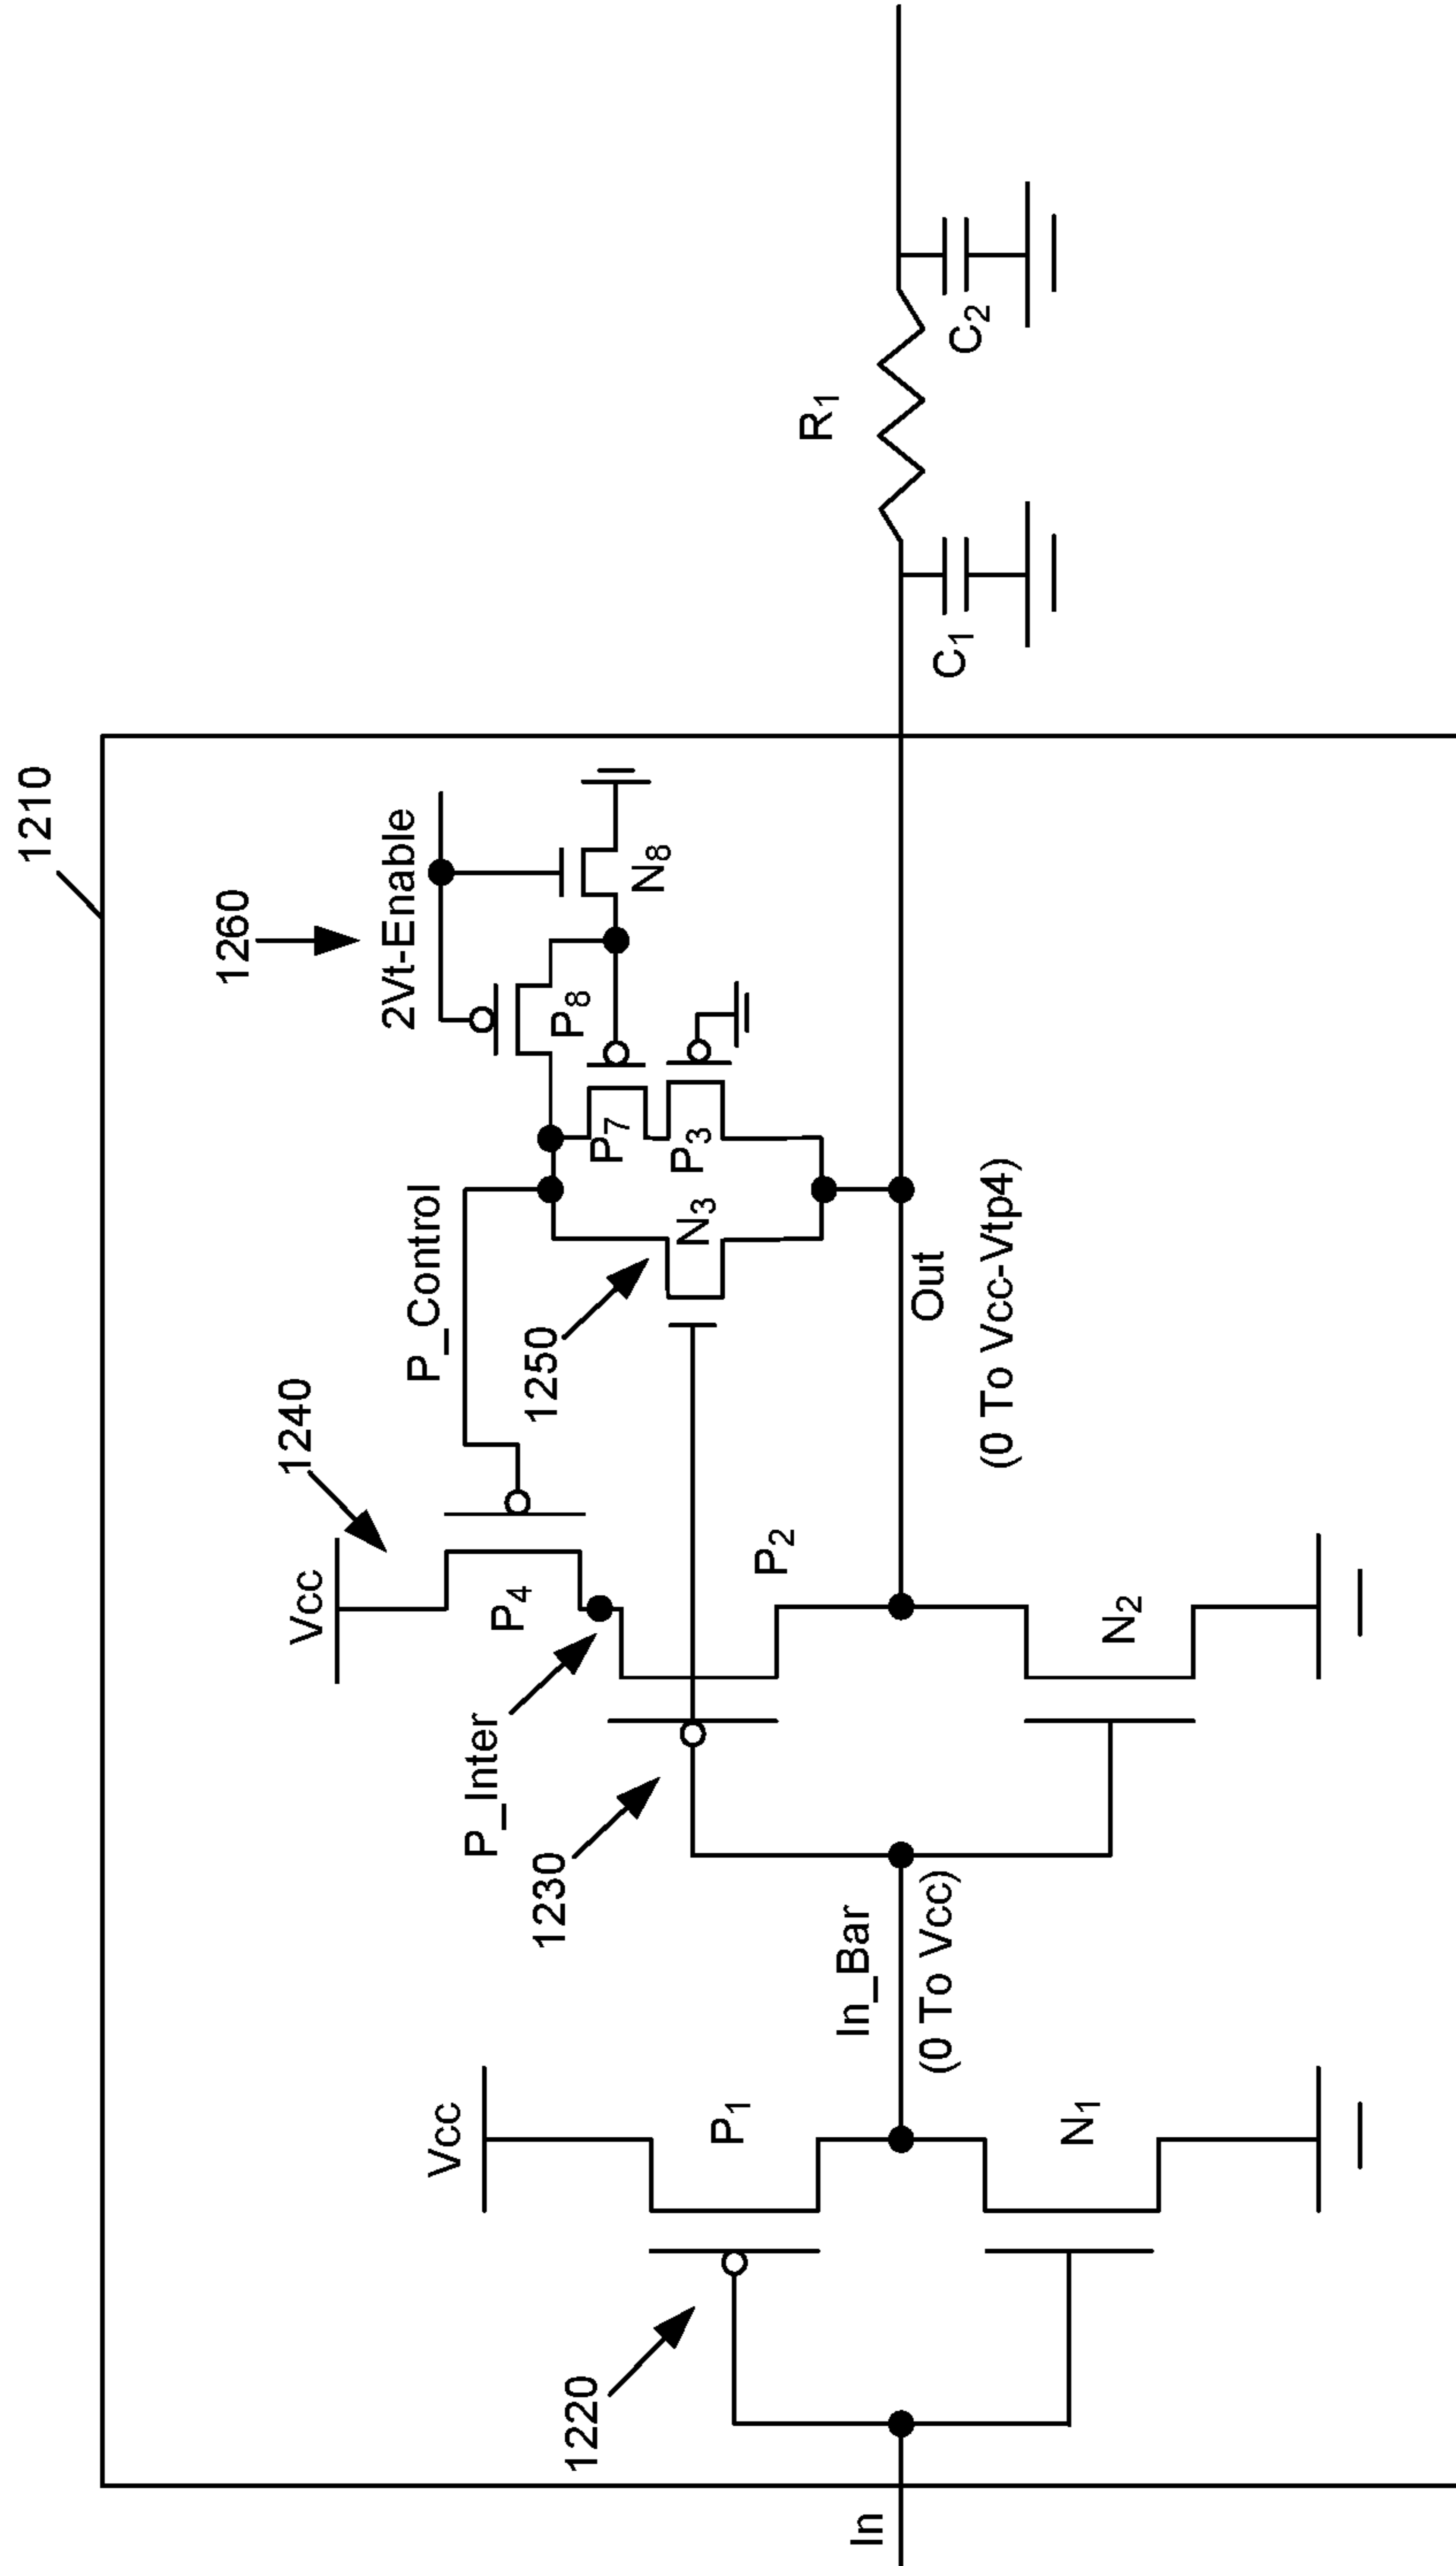 1210
1260
2Vt-Enable
N8
P8
P7
P3
N3
P_Control
1250
1240
Vcc
P4
P_Inter
P2
1230
N2
Out
(0 To Vcc-Vtp4)
R1
C1
C2
In_Bar
(0 To Vcc)
Vcc
P1
N1
1220
In